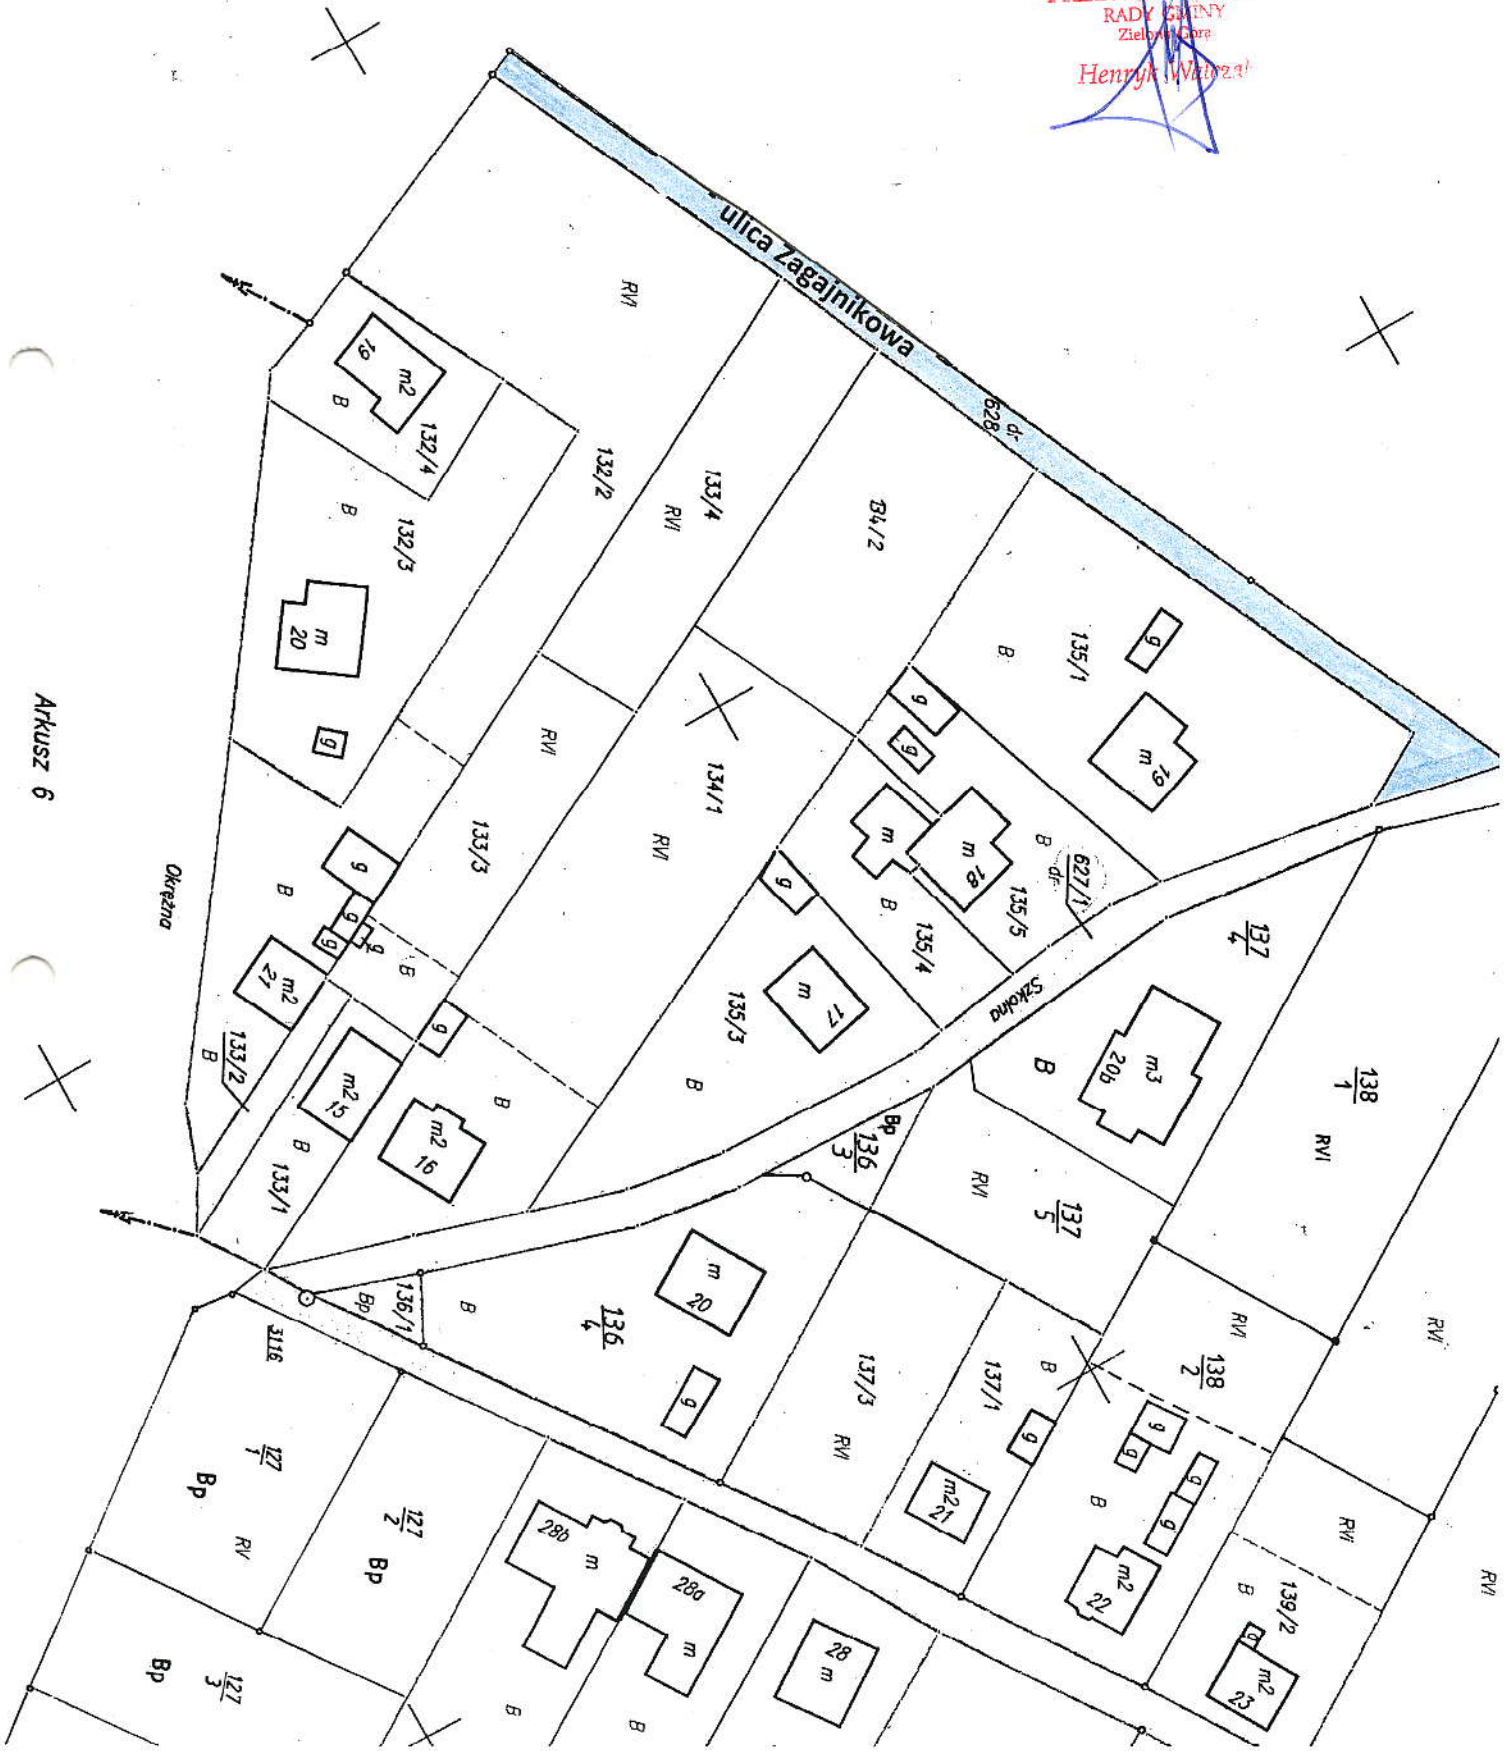 RADY GMINY
Zielona Góra
Henryk
ulica Zagajnikowa
dr
628
RVI
19
m2
B
132/4
132/2
133/4
RVI
134/2
B
132/3
m
20
g
135/1
B
g
m
19
g
g
RVI
134/1
RVI
133/3
m
m
18
B
627/1
dr
135/5
B
135/4
g
m
17
135/3
B
Szkolna
137
4
m3
20b
B
138
1
RVI
Arkusz 6
Okrężna
B
g
g
g
g
B
m2
21
133/2
B
g
m2
15
B
133/1
m2
16
B
Bp
136
3
RVI
137
5
m
20
136
4
B
136/1
Bp
3116
g
137/3
RVI
137/1
B
g
m2
21
RVI
138
2
RVI
g
g
g
g
B
m2
22
RVI
139/2
B
g
m2
23
RVI
127
1
Bp
RV
127
2
Bp
Bp
127
3
28b
m
28a
m
28
m
B
B